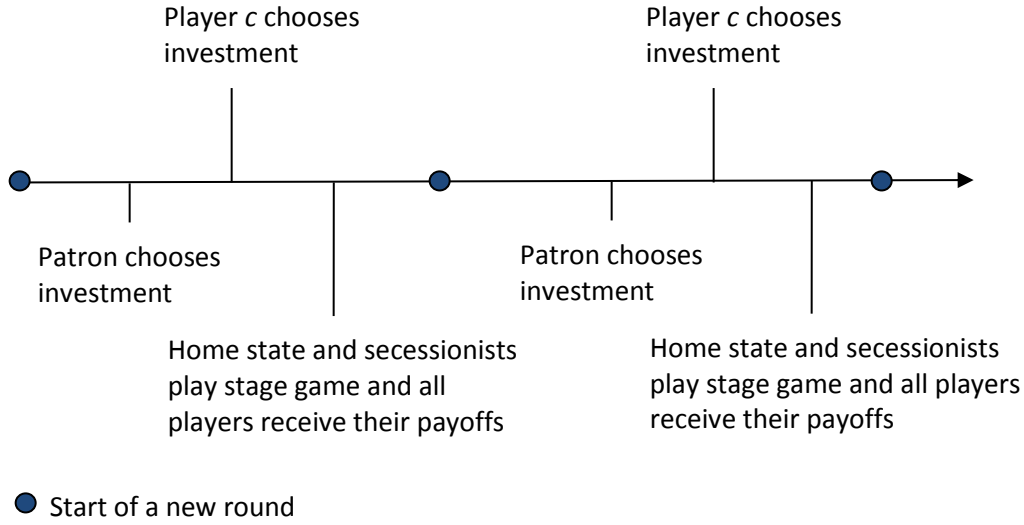 Player c chooses
investment
Player c chooses
investment
Patron chooses
investment
Patron chooses
investment
Home state and secessionists
play stage game and all
players receive their payoffs
Home state and secessionists
play stage game and all players
receive their payoffs
Start of a new round